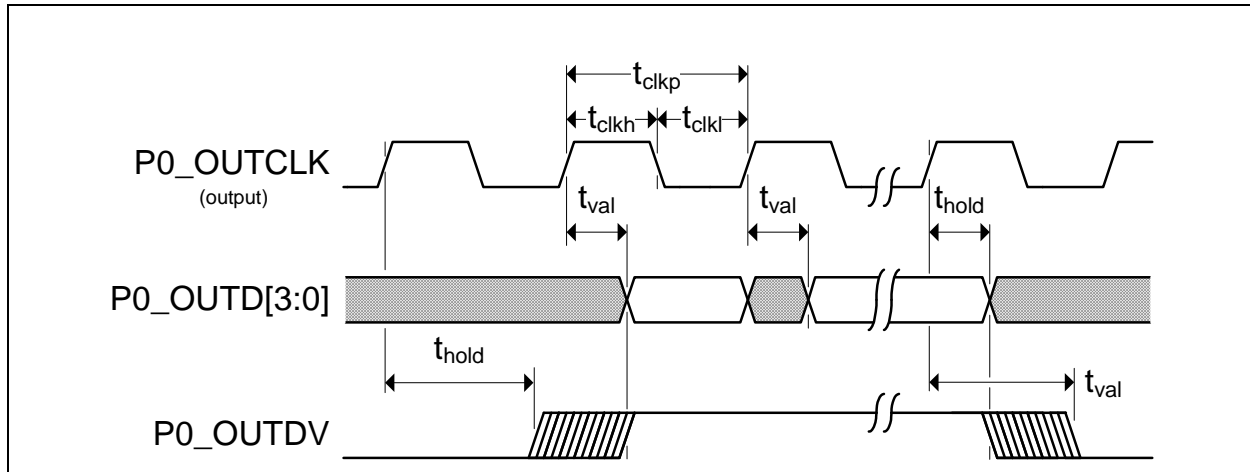 tclkp
tclkh tclkl
P0_OUTCLK
(output)
tval tval thold
P0_OUTD[3:0]
thold
tval
P0_OUTDV